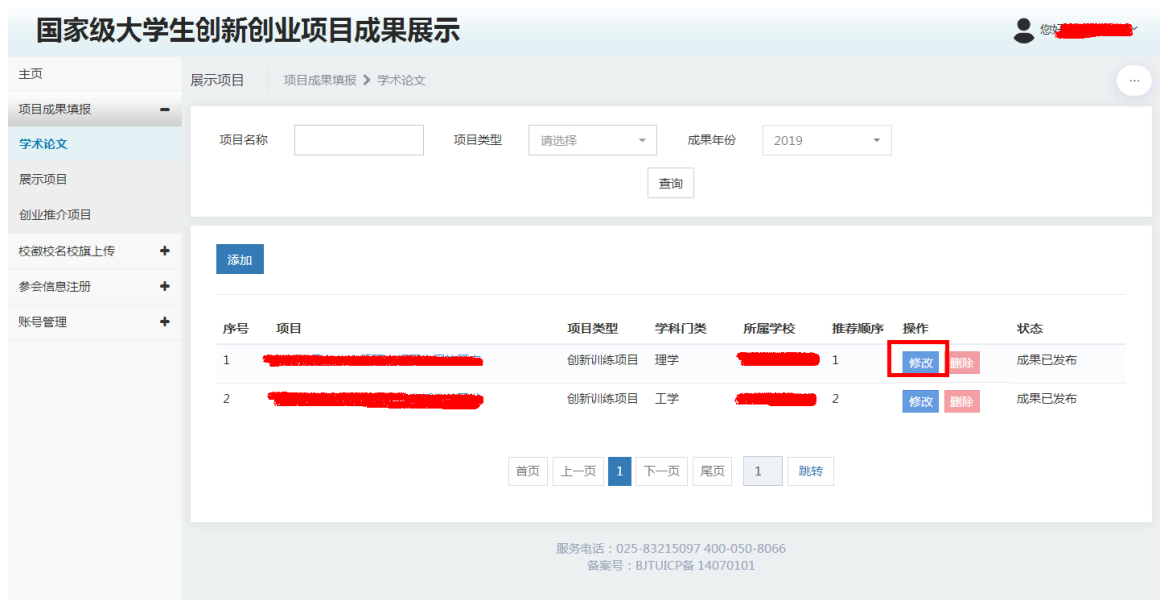 国家级大学生创新创业项目成果展示
您好
主页
展示项目 项目成果填报 学术论文
项目成果填报
学术论文
展示项目
创业推介项目
校徽校名校旗上传
参会信息注册
账号管理
项目名称 项目类型 请选择 成果年份 2019
查询
添加
序号 项目 项目类型 学科门类 所属学校 推荐顺序 操作 状态
1 创新训练项目 理学 1 修改 删除 成果已发布
2 创新训练项目 工学 2 修改 删除 成果已发布
首页 上一页 1 下一页 尾页 1 跳转
服务电话：025-83215097 400-050-8066
备案号：BJTUICP备 14070101